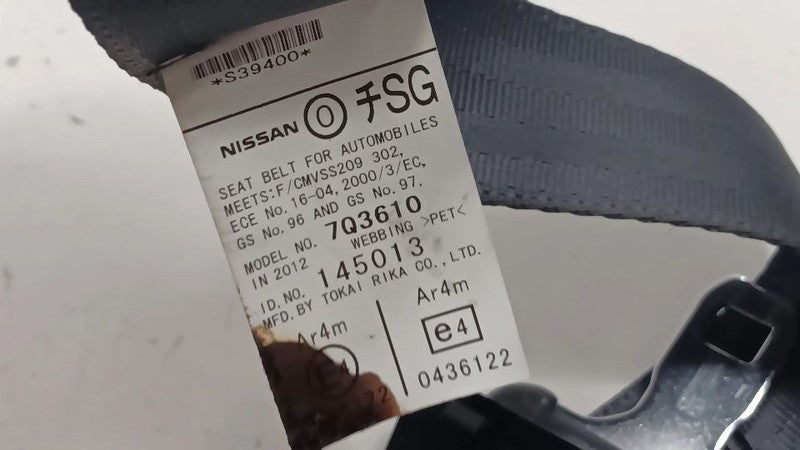 *S39400*
NISSAN O チSG
SEAT BELT FOR AUTOMOBILES
MEETS:F/CMVSS209 302,
ECE No. 16-04, 2000/3/EC,
GS No. 96 AND GS No. 97.
MODEL NO. 7Q3610
IN 2012 WEBBING >PET<
ID. NO. 145013
MFD. BY TOKAI RIKA CO., LTD.
Ar4m
Ar4m
e4
0436122